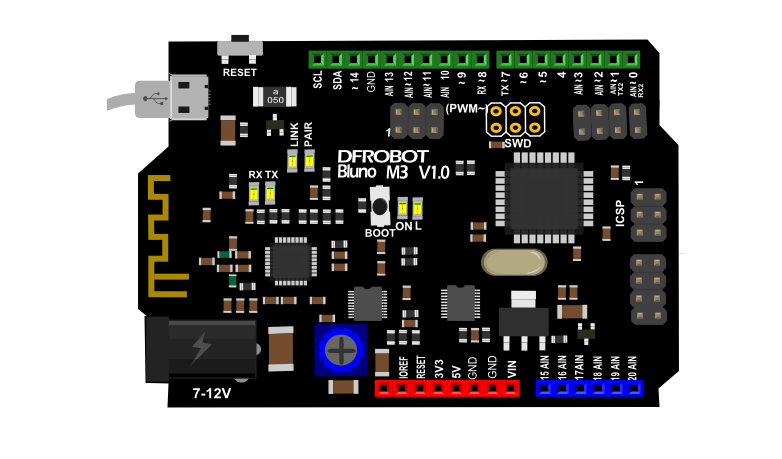 RESET
SCL
SDA
~ 14
GND
AIN 13
AIN~12
AIN~11
AIN 10
~ 9
RX ~ 8
TX ~ 7
~ 6
~ 5
4
AIN ~ 3
AIN ~ 2
AIN ~ 1
TX2
AIN ~ 0
RX2
a
050
(PWM~)
1
SWD
LINK
PAIR
DFROBOT
Bluno M3 V1.0
RX TX
BOOT
ON L
ICSP
1
7-12V
IOREF
RESET
3V3
5V
GND
GND
VIN
15 AIN
16 AIN
17AIN
18 AIN
19 AIN
20 AIN